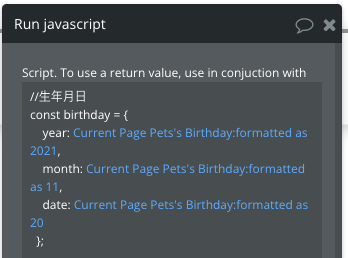 Run javascript
Script. To use a return value, use in conjuction with
//生年月日
const birthday = {
year: Current Page Pets's Birthday:formatted as
2021,
month: Current Page Pets's Birthday:formatted
as 11,
date: Current Page Pets's Birthday:formatted as
20
};